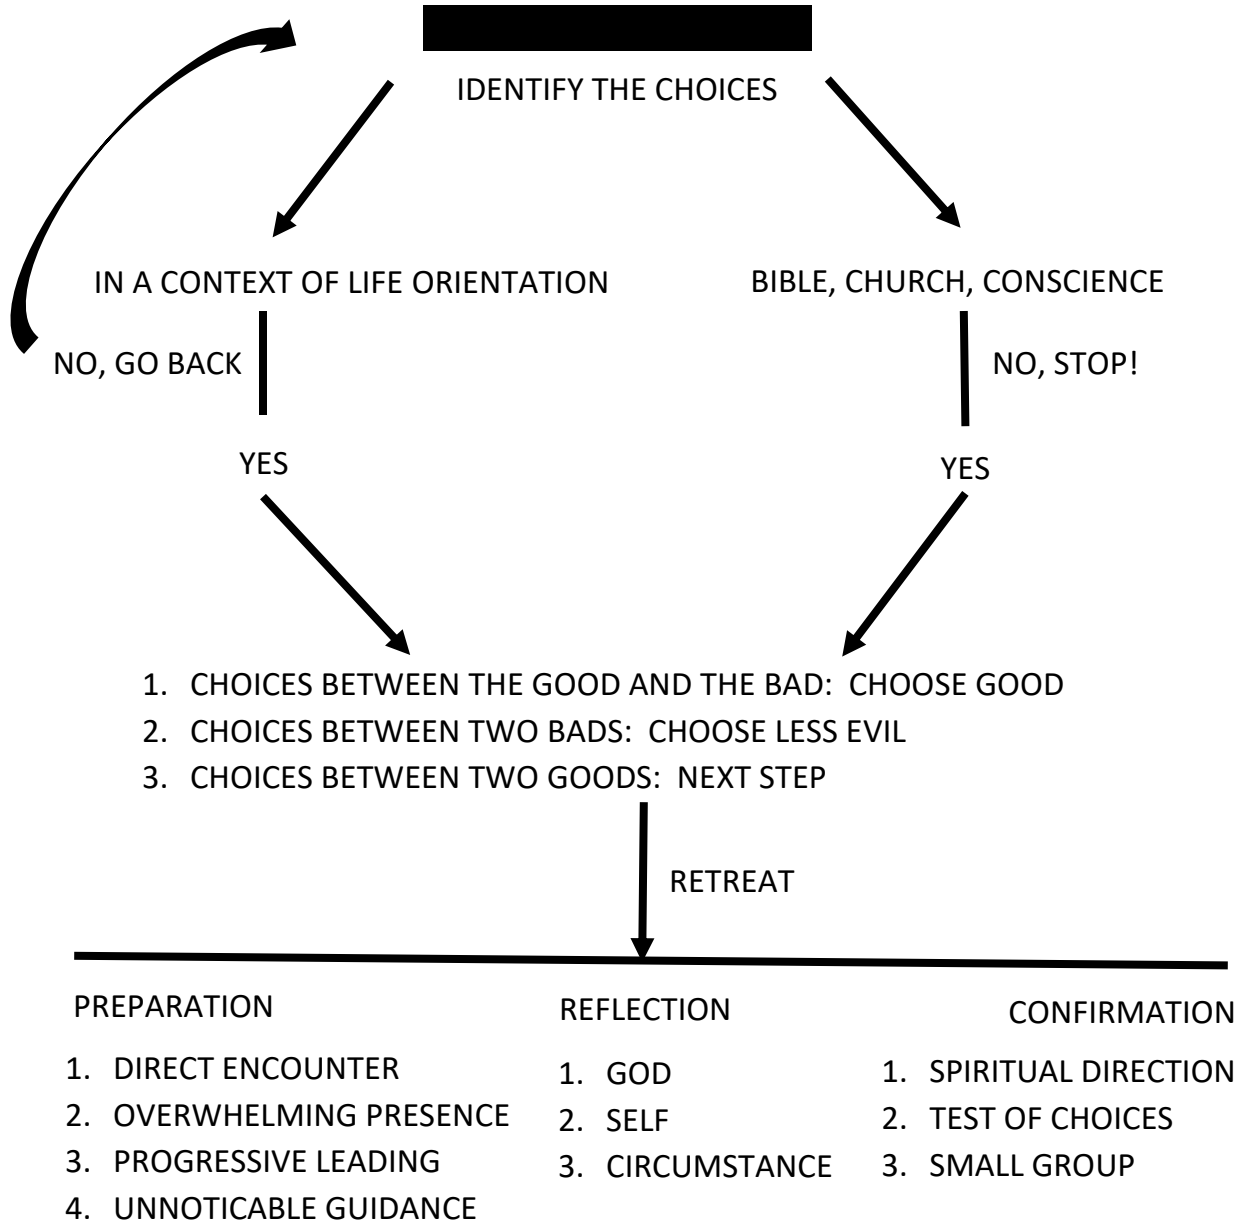 IDENTIFY THE CHOICES
IN A CONTEXT OF LIFE ORIENTATION
BIBLE, CHURCH, CONSCIENCE
NO, GO BACK
NO, STOP!
YES
YES
1. CHOICES BETWEEN THE GOOD AND THE BAD: CHOOSE GOOD
2. CHOICES BETWEEN TWO BADS: CHOOSE LESS EVIL
3. CHOICES BETWEEN TWO GOODS: NEXT STEP
RETREAT
PREPARATION
1. DIRECT ENCOUNTER
2. OVERWHELMING PRESENCE
3. PROGRESSIVE LEADING
4. UNNOTICABLE GUIDANCE
REFLECTION
1. GOD
2. SELF
3. CIRCUMSTANCE
CONFIRMATION
1. SPIRITUAL DIRECTION
2. TEST OF CHOICES
3. SMALL GROUP